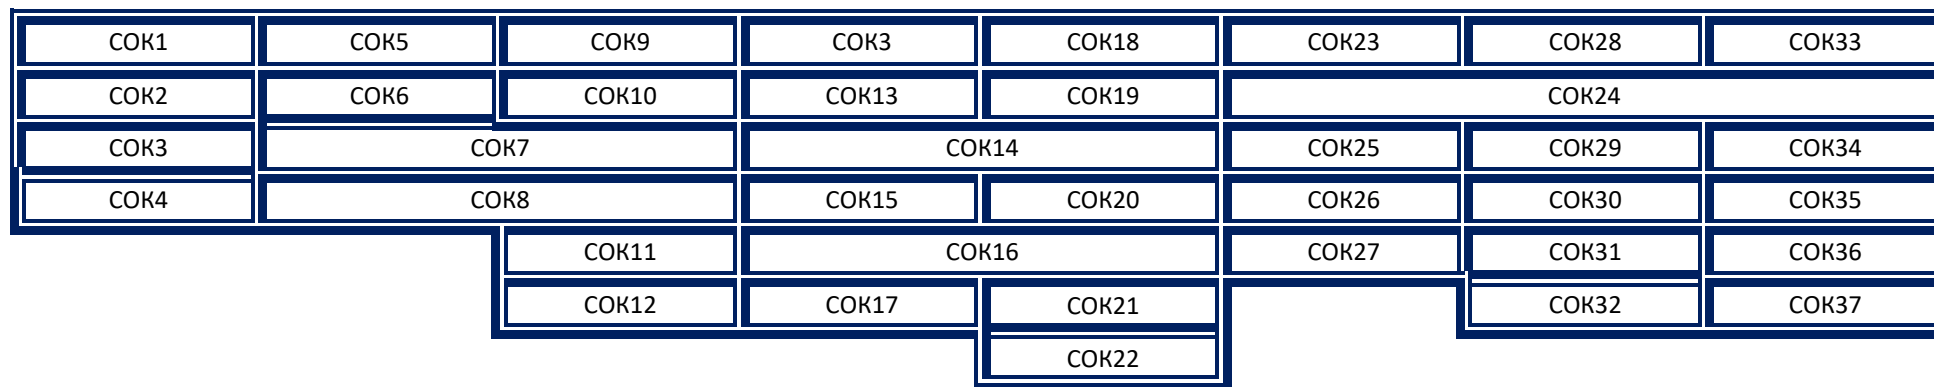 СОК1 СОК5 СОК9 СОК3 СОК18 СОК23 СОК28 СОК33
СОК2 СОК6 СОК10 СОК13 СОК19 СОК24
СОК3 СОК7 СОК14 СОК25 СОК29 СОК34
СОК4 СОК8 СОК15 СОК20 СОК26 СОК30 СОК35
СОК11 СОК16 СОК27 СОК31 СОК36
СОК12 СОК17 СОК21 СОК32 СОК37
СОК22